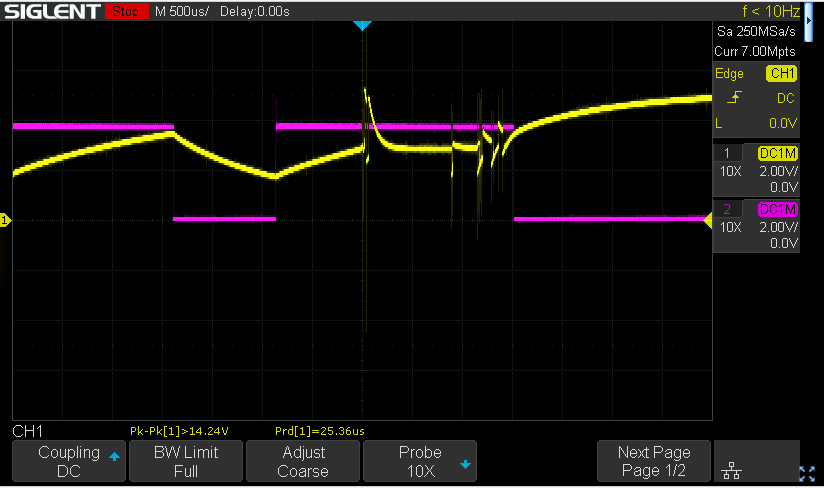 SIGLENT Stop M 500us/ Delay:0.00s f < 10Hz
Sa 250MSa/s
Curr 7.00Mpts
Edge CH1
DC
L 0.0V
1 DC1M
10X 2.00V/
0.0V
2 DC1M
10X 2.00V/
0.0V
1
CH1 Pk-Pk[1]>14.24V Prd[1]=25.36us
Coupling
DC
BW Limit
Full
Adjust
Coarse
Probe
10X
Next Page
Page 1/2